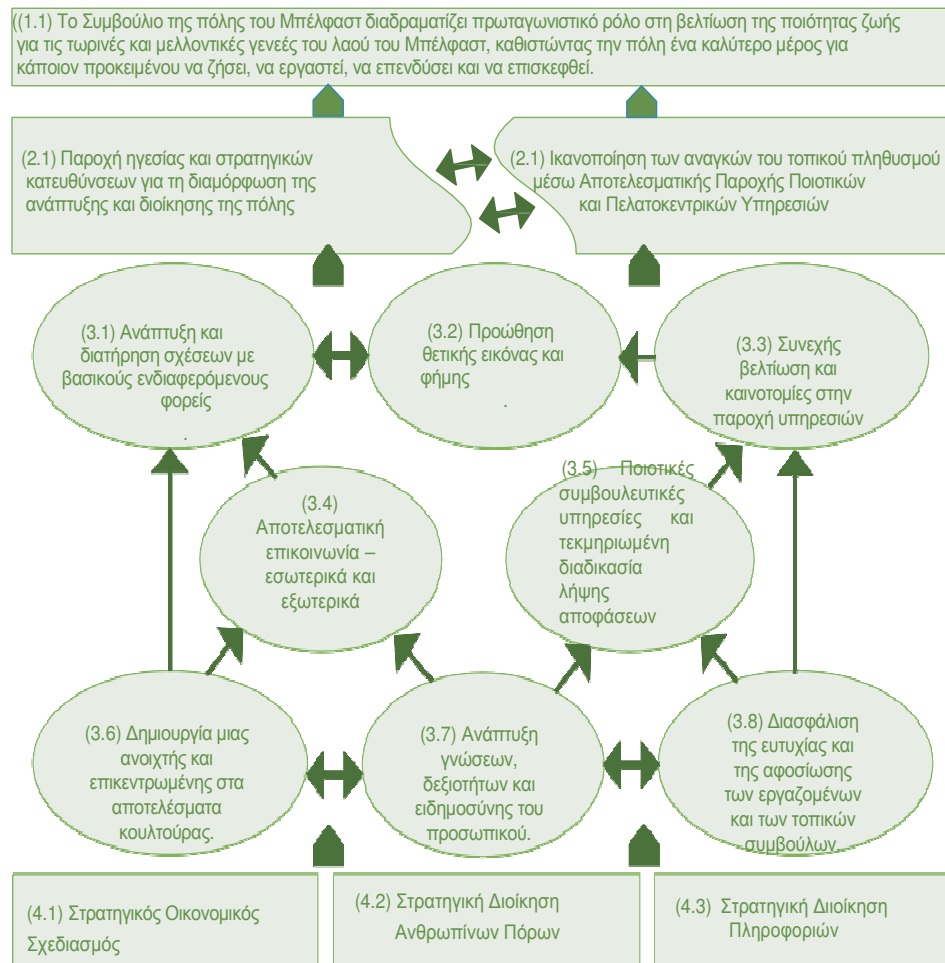 ((1.1) Το Συμβούλιο της πόλης του Μπέλφαστ διαδραματίζει πρωταγωνιστικό ρόλο στη βελτίωση της ποιότητας ζωής
για τις τωρινές και μελλοντικές γενεές του λαού του Μπέλφαστ, καθιστώντας την πόλη ένα καλύτερο μέρος για
κάποιον προκειμένου να ζήσει, να εργαστεί, να επενδύσει και να επισκεφθεί.
(2.1) Παροχή ηγεσίας και στρατηγικών
κατευθύνσεων για τη διαμόρφωση της
ανάπτυξης και διοίκησης της πόλης
(2.1) Ικανοποίηση των αναγκών του τοπικού πληθυσμού
μέσω Αποτελεσματικής Παροχής Ποιοτικών
και Πελατοκεντρικών Υπηρεσιών
(3.1) Ανάπτυξη και
διατήρηση σχέσεων με
βασικούς ενδιαφερόμενους
φορείς
.
(3.2) Προώθηση
θετικής εικόνας και
φήμης
.
(3.3) Συνεχής
βελτίωση και
καινοτομίες στην
παροχή υπηρεσιών
(3.4)
Αποτελεσματική
επικοινωνία –
εσωτερικά και
εξωτερικά
(3.5) Ποιοτικές
συμβουλευτικές
υπηρεσίες και
τεκμηριωμένη
διαδικασία
λήψης
αποφάσεων
(3.6) Δημιουργία μιας
ανοιχτής και
επικεντρωμένης στα
αποτελέσματα
κουλτούρας.
(3.7) Ανάπτυξη
γνώσεων,
δεξιοτήτων και
ειδημοσύνης του
προσωπικού.
(3.8) Διασφάλιση
της ευτυχίας και
της αφοσίωσης
των εργαζομένων
και των τοπικών
συμβούλων
(4.1) Στρατηγικός Οικονομικός
Σχεδιασμός
(4.2) Στρατηγική Διοίκηση
Ανθρωπίνων Πόρων
(4.3) Στρατηγική Διιοίκηση
Πληροφοριών